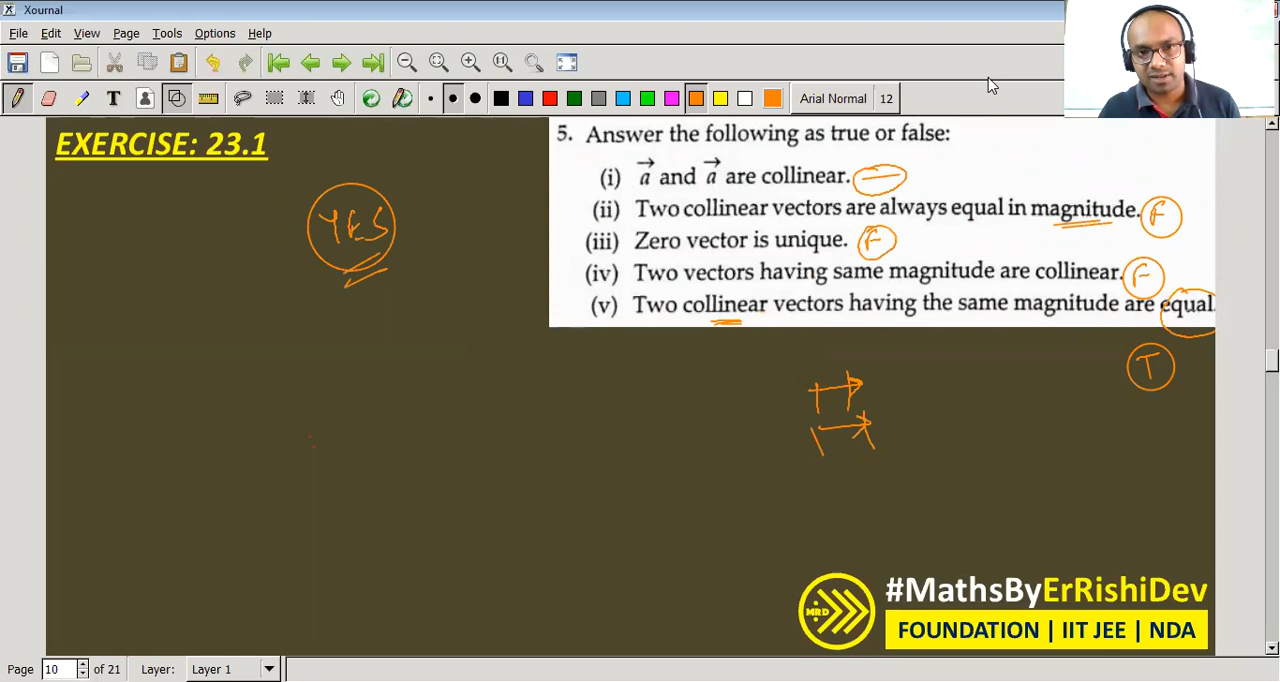 Xournal
File Edit View Page Tools Options Help
Arial Normal 12
EXERCISE: 23.1
YES
5. Answer the following as true or false:
(i) a⃗ and a⃗ are collinear.
(ii) Two collinear vectors are always equal in magnitude. F
(iii) Zero vector is unique. F
(iv) Two vectors having same magnitude are collinear. F
(v) Two collinear vectors having the same magnitude are equal.
T
MRD
#MathsByErRishiDev
FOUNDATION | IIT JEE | NDA
Page 10 of 21 Layer: Layer 1